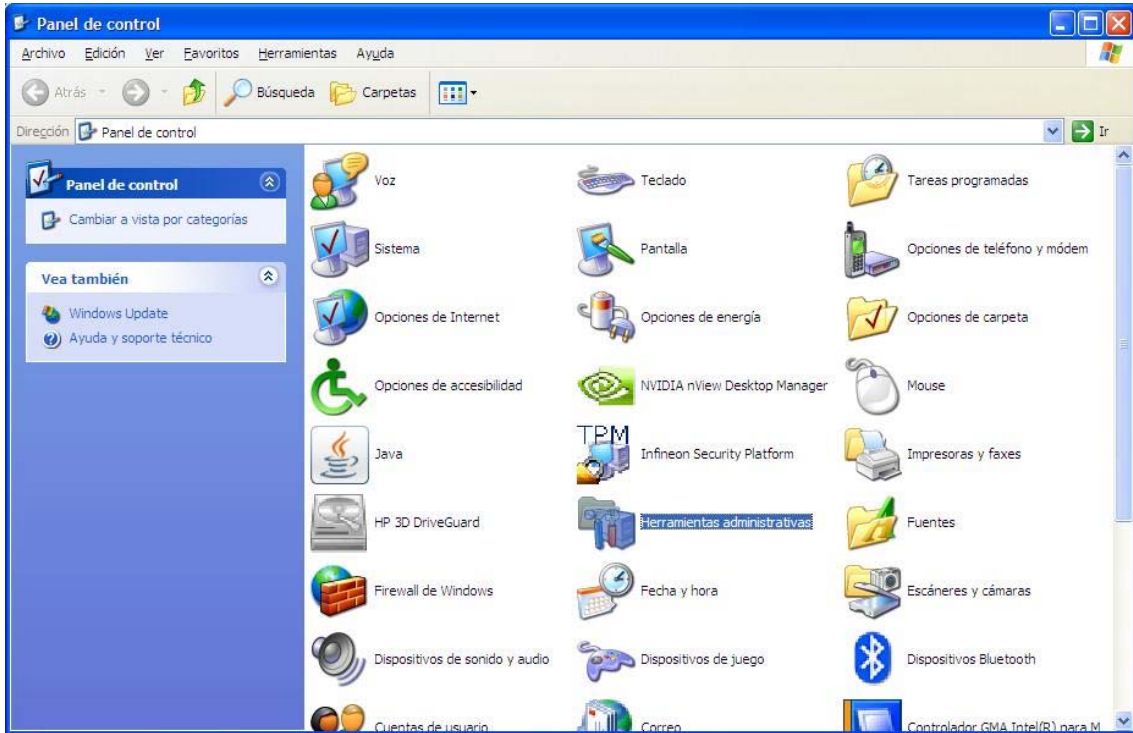 Panel de control
Archivo Edición Ver Favoritos Herramientas Ayuda
Atrás Búsqueda Carpetas
Dirección Panel de control Ir
Panel de control
Cambiar a vista por categorías
Vea también
Windows Update
Ayuda y soporte técnico
Voz Teclado Tareas programadas
Sistema Pantalla Opciones de teléfono y módem
Opciones de Internet Opciones de energía Opciones de carpeta
Opciones de accesibilidad NVIDIA nView Desktop Manager Mouse
TPM
Java Infineon Security Platform Impresoras y faxes
HP 3D DriveGuard Herramientas administrativas Fuentes
Firewall de Windows Fecha y hora Escáneres y cámaras
Dispositivos de sonido y audio Dispositivos de juego Dispositivos Bluetooth
Cuentas de usuario Correo Controlador GMA Intel(R) para M